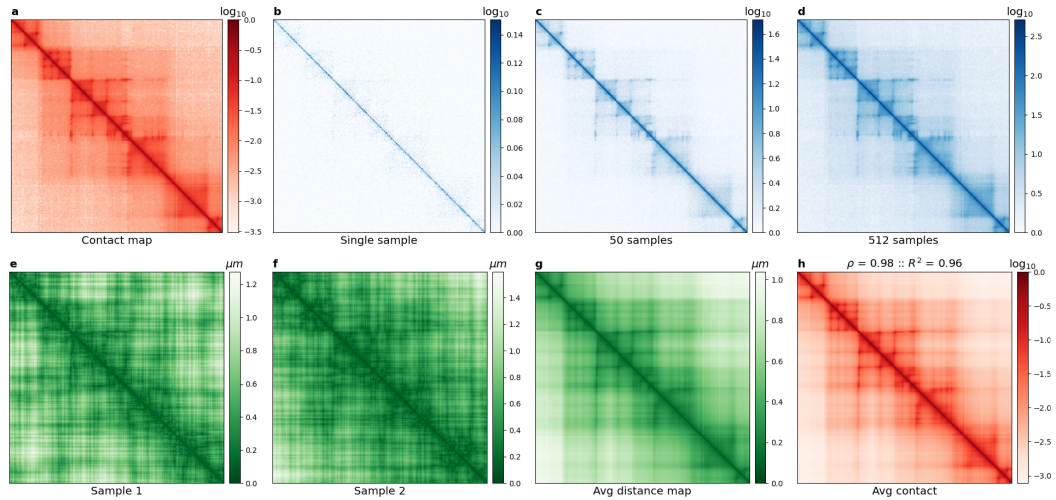 a
log10
0.0
−0.5
−1.0
−1.5
−2.0
−2.5
−3.0
−3.5
Contact map
b
log10
0.14
0.12
0.10
0.08
0.06
0.04
0.02
0.00
Single sample
c
log10
1.6
1.4
1.2
1.0
0.8
0.6
0.4
0.2
0.0
50 samples
d
log10
2.5
2.0
1.5
1.0
0.5
0.0
512 samples
e
μm
1.2
1.0
0.8
0.6
0.4
0.2
0.0
Sample 1
f
μm
1.4
1.2
1.0
0.8
0.6
0.4
0.2
0.0
Sample 2
g
μm
1.0
0.8
0.6
0.4
0.2
0.0
Avg distance map
h
ρ = 0.98 :: R² = 0.96
log10
0.0
−0.5
−1.0
−1.5
−2.0
−2.5
−3.0
Avg contact